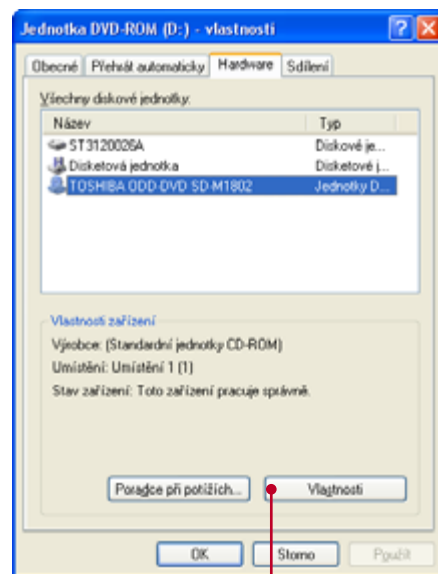 Jednotka DVD-ROM (D:) - vlastnosti
Obecné Přehrát automaticky Hardware Sdílení
Všechny diskové jednotky:
Název Typ
ST3120026A Diskové je...
Disketová jednotka Disketové j...
TOSHIBA ODD-DVD SD-M1802 Jednotky D...
Vlastnosti zařízení
Výrobce: (Standardní jednotky CD-ROM)
Umístění: Umístění 1 (1)
Stav zařízení: Toto zařízení pracuje správně.
Poradce při potížích... Vlastnosti
OK Storno Použít